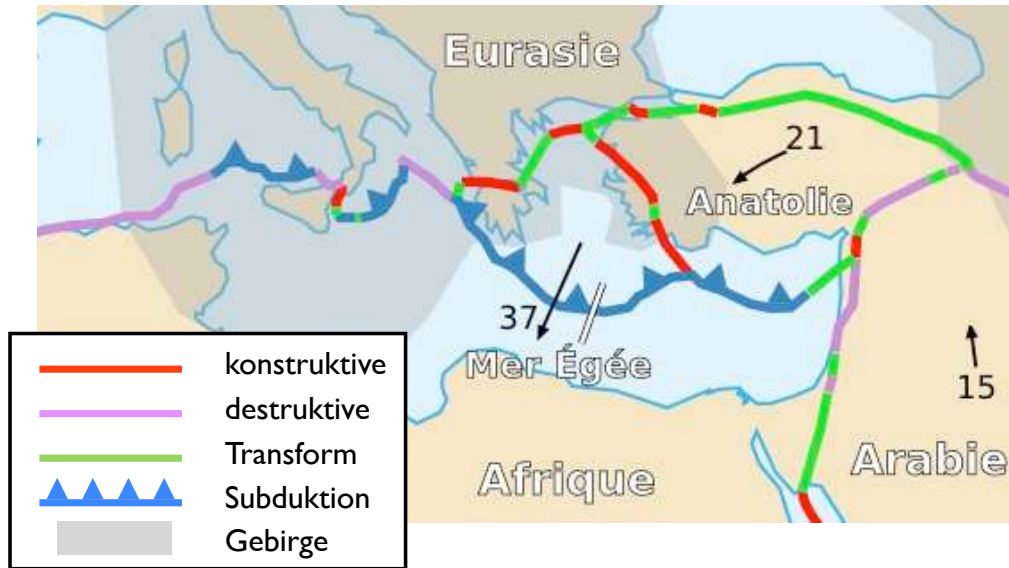 Eurasie
21
Anatolie
37
Mer Égée
15
Afrique
Arabie
konstruktive
destruktive
Transform
Subduktion
Gebirge